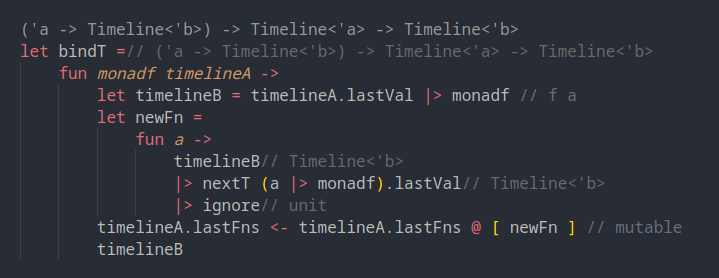 ('a -> Timeline<'b>) -> Timeline<'a> -> Timeline<'b>
let bindT =// ('a -> Timeline<'b>) -> Timeline<'a> -> Timeline<'b>
    fun monadf timelineA ->
        let timelineB = timelineA.lastVal |> monadf // f a
        let newFn =
            fun a ->
                timelineB// Timeline<'b>
                |> nextT (a |> monadf).lastVal// Timeline<'b>
                |> ignore// unit
        timelineA.lastFns <- timelineA.lastFns @ [ newFn ] // mutable
        timelineB